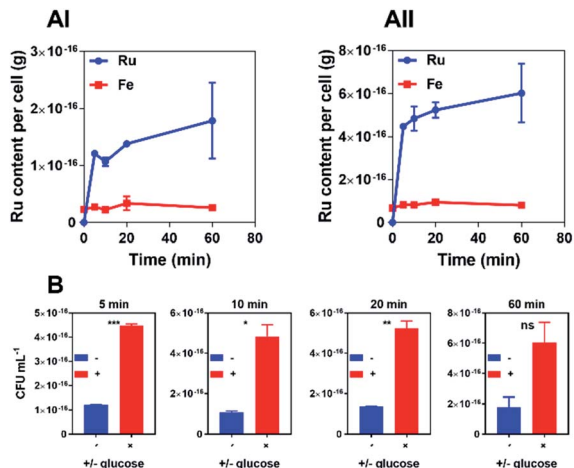 AI
AII
Ru content per cell (g)
3×10⁻¹⁶
2×10⁻¹⁶
1×10⁻¹⁶
0
Ru
Fe
0 20 40 60 80
Time (min)
Ru content per cell (g)
8×10⁻¹⁶
6×10⁻¹⁶
4×10⁻¹⁶
2×10⁻¹⁶
0
Ru
Fe
0 20 40 60 80
Time (min)
B
CFU mL⁻¹
5 min
5×10⁻¹⁶
4×10⁻¹⁶
3×10⁻¹⁶
2×10⁻¹⁶
1×10⁻¹⁶
0
***
-
+
- +
+/- glucose
10 min
6×10⁻¹⁶
4×10⁻¹⁶
2×10⁻¹⁶
0
*
-
+
- +
+/- glucose
20 min
6×10⁻¹⁶
4×10⁻¹⁶
2×10⁻¹⁶
0
**
-
+
- +
+/- glucose
60 min
8×10⁻¹⁶
6×10⁻¹⁶
4×10⁻¹⁶
2×10⁻¹⁶
0
ns
-
+
- +
+/- glucose